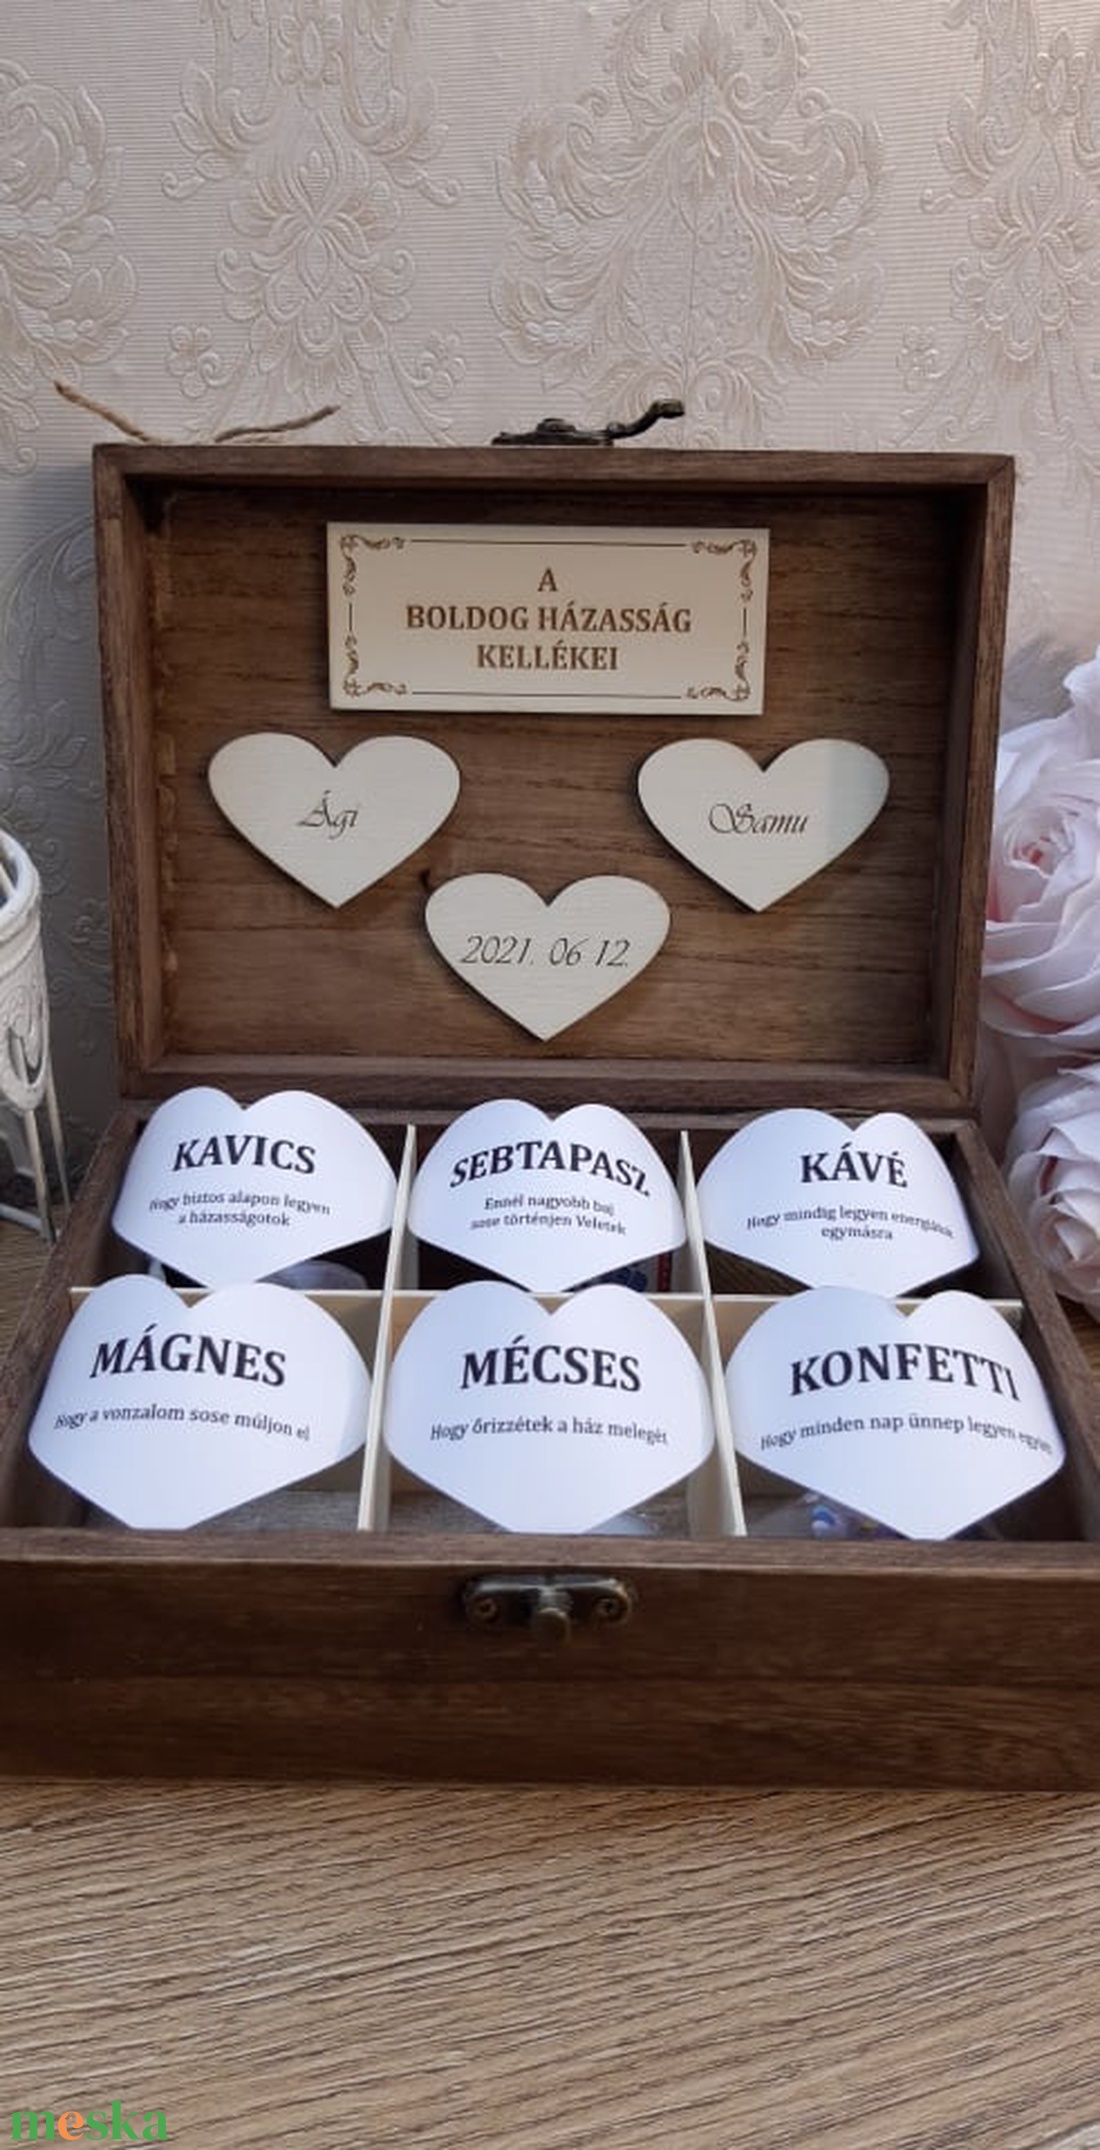 A
BOLDOG HÁZASSÁG
KELLÉKEI
Ági
Samu
2021. 06 12.
KAVICS
Hogy biztos alapon legyen
a házasságotok
SEBTAPASZ
Ennél nagyobb baj
sose történjen Veletek
KÁVÉ
Hogy mindig legyen energiátok
egymásra
MÁGNES
Hogy a vonzalom sose múljon el
MÉCSES
Hogy őrizzétek a ház melegét
KONFETTI
Hogy minden nap ünnep legyen együtt
meska